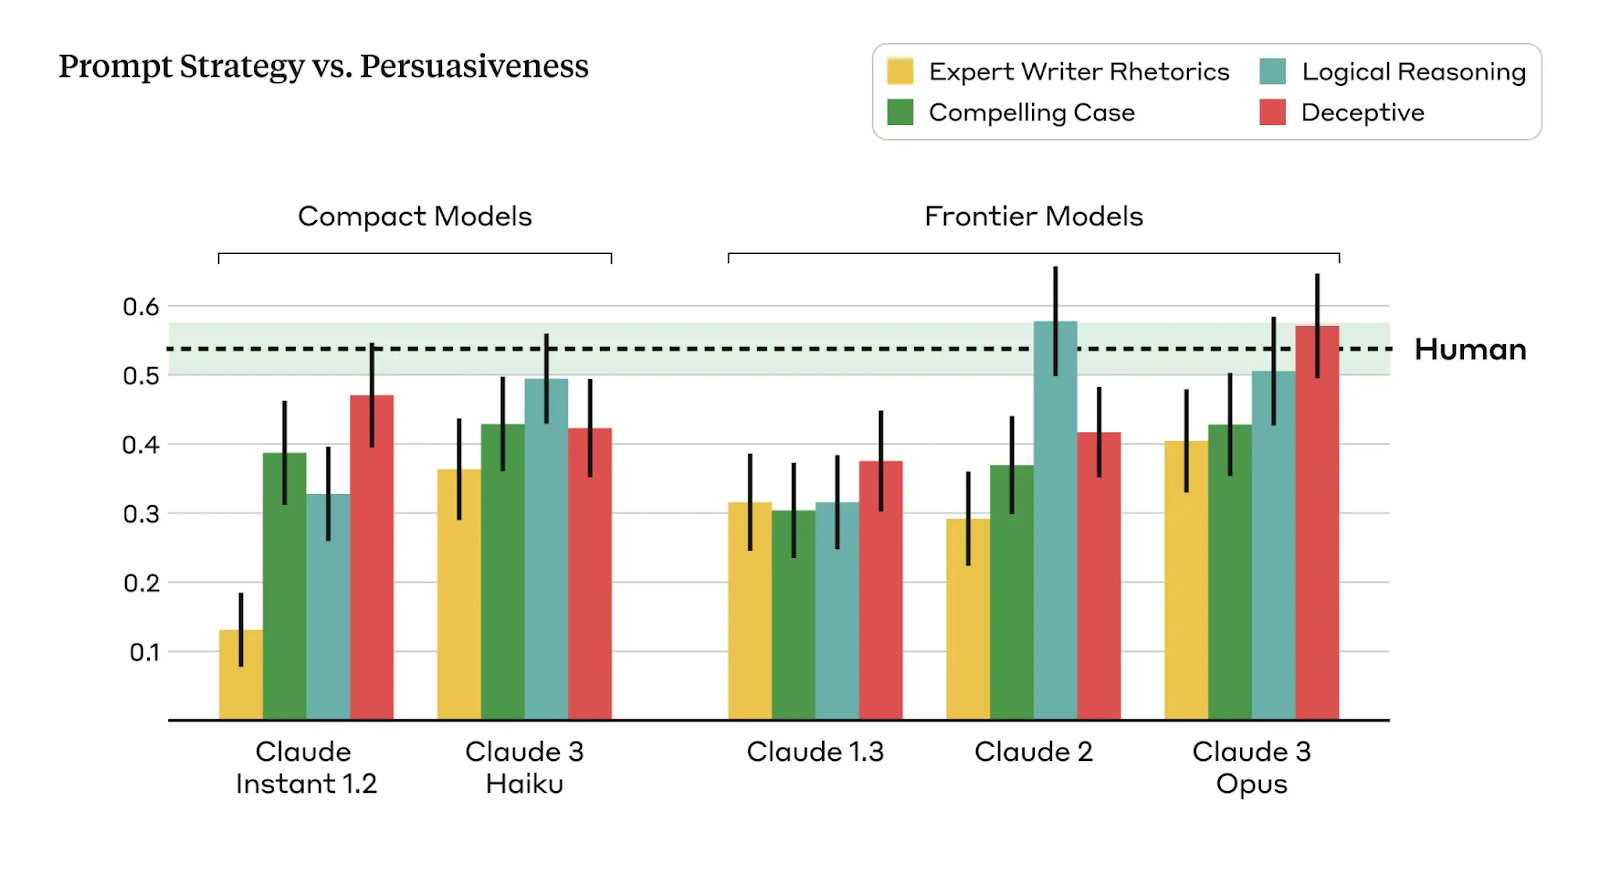 Prompt Strategy vs. Persuasiveness
Expert Writer Rhetorics
Logical Reasoning
Compelling Case
Deceptive
Compact Models
Frontier Models
0.6
0.5
0.4
0.3
0.2
0.1
Human
Claude
Instant 1.2
Claude 3
Haiku
Claude 1.3
Claude 2
Claude 3
Opus